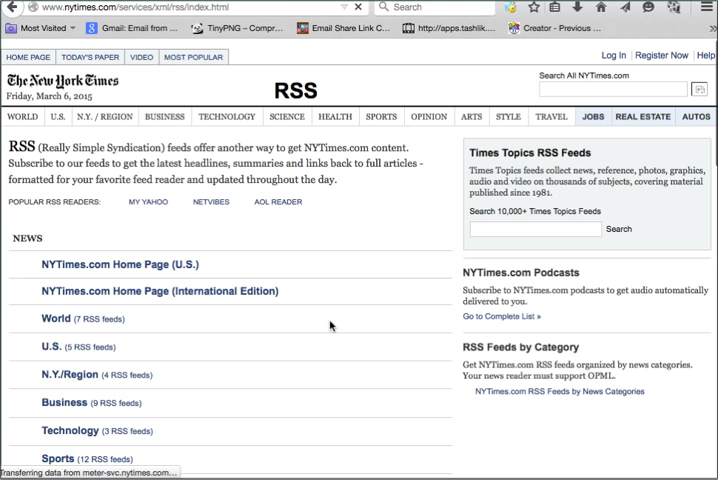 www.nytimes.com/services/xml/rss/index.html
Search
Most Visited
Gmail: Email from ...
TinyPNG – Compr...
Email Share Link C...
http://apps.tashlik...
Creator - Previous ...
HOME PAGE
TODAY'S PAPER
VIDEO
MOST POPULAR
Log In
Register Now
Help
The New York Times
Friday, March 6, 2015
RSS
Search All NYTimes.com
WORLD
U.S.
N.Y. / REGION
BUSINESS
TECHNOLOGY
SCIENCE
HEALTH
SPORTS
OPINION
ARTS
STYLE
TRAVEL
JOBS
REAL ESTATE
AUTOS
RSS (Really Simple Syndication) feeds offer another way to get NYTimes.com content.
Subscribe to our feeds to get the latest headlines, summaries and links back to full articles -
formatted for your favorite feed reader and updated throughout the day.
POPULAR RSS READERS:
MY YAHOO
NETVIBES
AOL READER
NEWS
NYTimes.com Home Page (U.S.)
NYTimes.com Home Page (International Edition)
World (7 RSS feeds)
U.S. (5 RSS feeds)
N.Y./Region (4 RSS feeds)
Business (9 RSS feeds)
Technology (3 RSS feeds)
Sports (12 RSS feeds)
Times Topics RSS Feeds
Times Topics feeds collect news, reference, photos, graphics,
audio and video on thousands of subjects, covering material
published since 1981.
Search 10,000+ Times Topics Feeds
Search
NYTimes.com Podcasts
Subscribe to NYTimes.com podcasts to get audio automatically
delivered to you.
Go to Complete List »
RSS Feeds by Category
Get NYTimes.com RSS feeds organized by news categories.
Your news reader must support OPML.
NYTimes.com RSS Feeds by News Categories
Transferring data from meter-svc.nytimes.com...